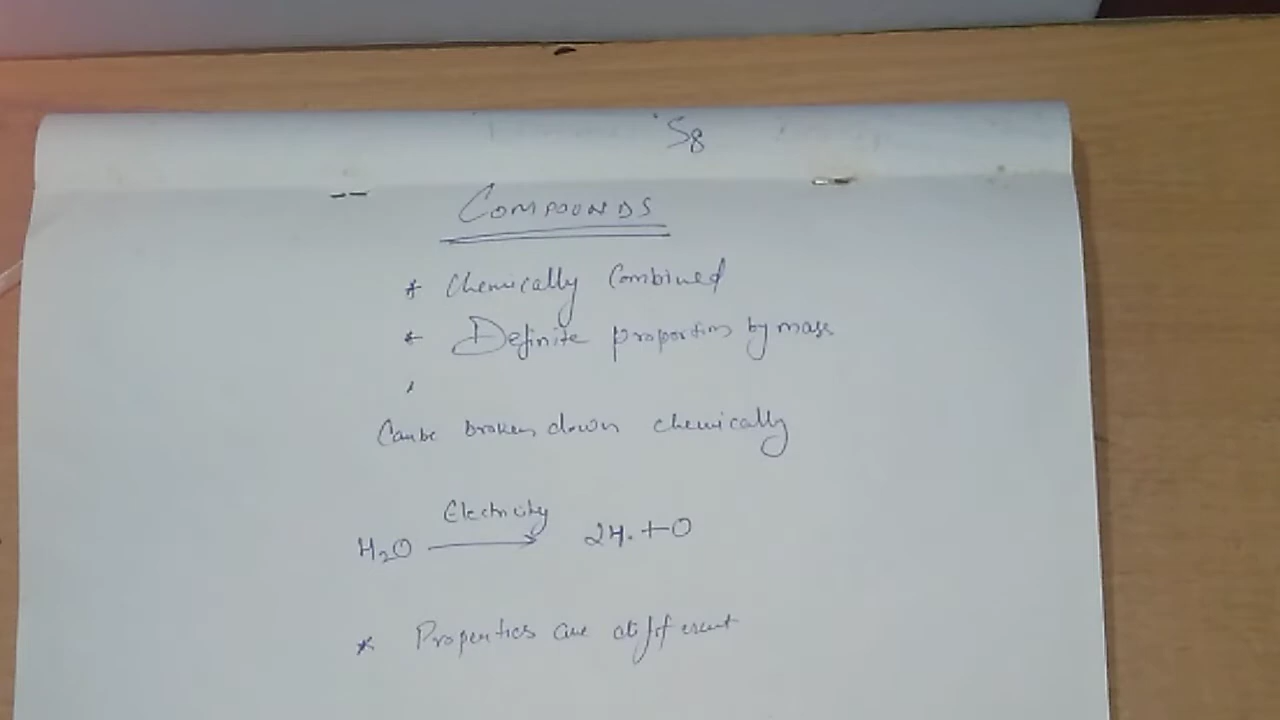 S8
COMPOUNDS
* Chemically Combined
* Definite proportions by mass
Can be broken down chemically
Electricity
H₂O → 2H. + O
* Properties are different